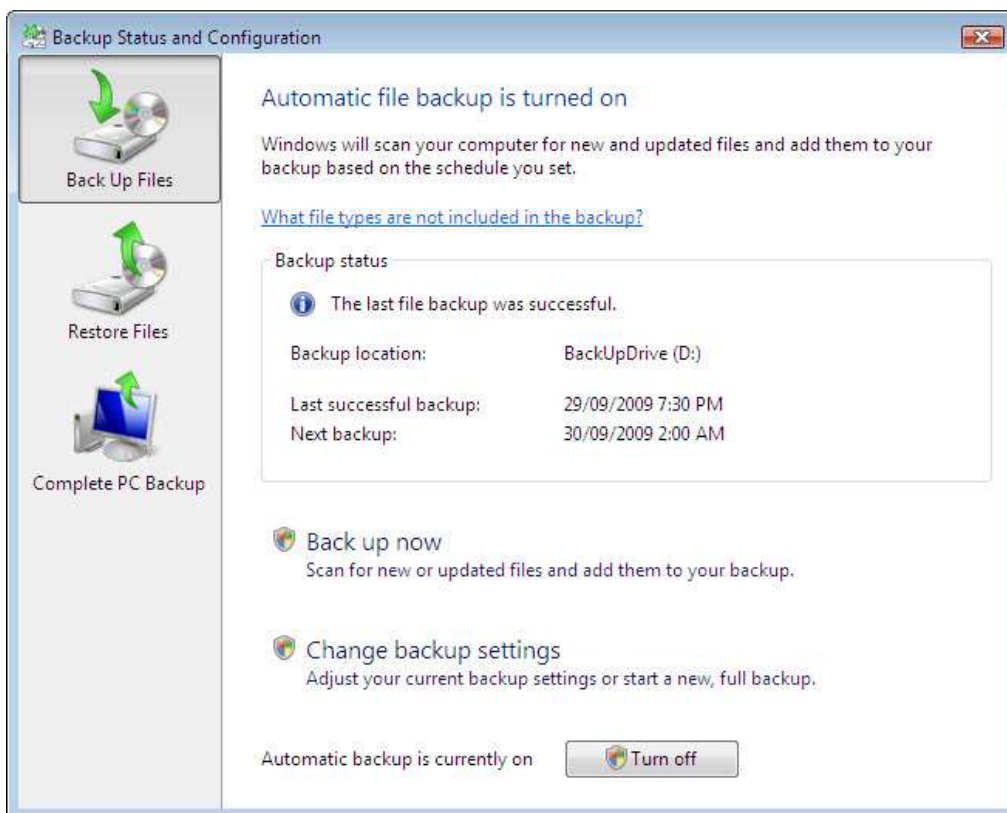 Backup Status and Configuration
Back Up Files
Restore Files
Complete PC Backup
Automatic file backup is turned on
Windows will scan your computer for new and updated files and add them to your
backup based on the schedule you set.
What file types are not included in the backup?
Backup status
The last file backup was successful.
Backup location: BackUpDrive (D:)
Last successful backup: 29/09/2009 7:30 PM
Next backup: 30/09/2009 2:00 AM
Back up now
Scan for new or updated files and add them to your backup.
Change backup settings
Adjust your current backup settings or start a new, full backup.
Automatic backup is currently on Turn off